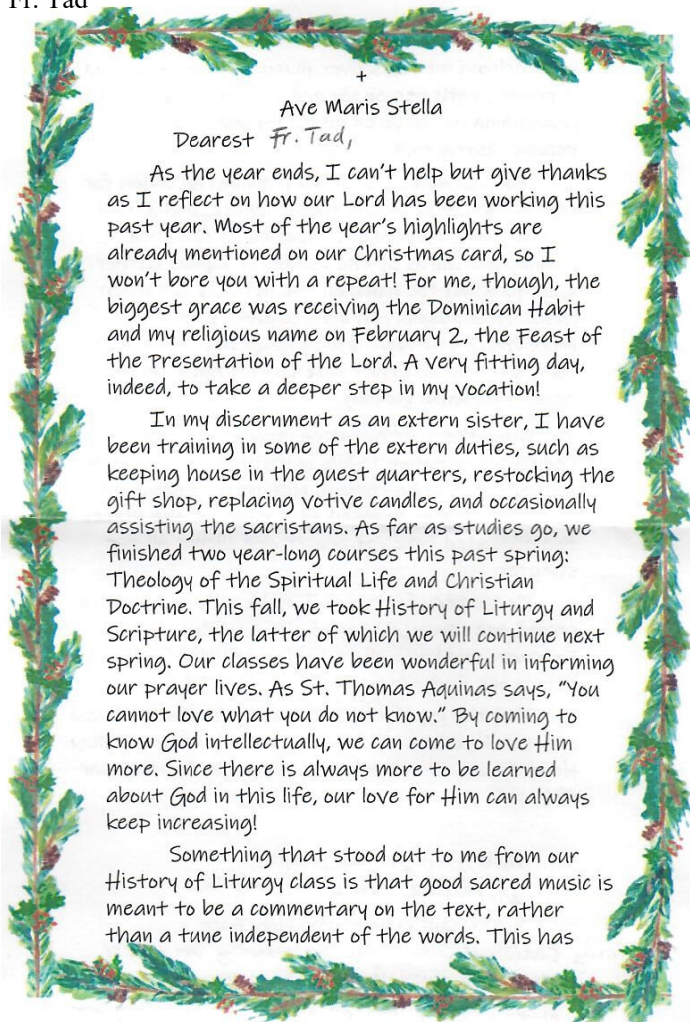 Fr. Tad
+
Ave Maris Stella
Dearest Fr. Tad,
As the year ends, I can't help but give thanks
as I reflect on how our Lord has been working this
past year. Most of the year's highlights are
already mentioned on our Christmas card, so I
won't bore you with a repeat! For me, though, the
biggest grace was receiving the Dominican Habit
and my religious name on February 2, the Feast of
the Presentation of the Lord. A very fitting day,
indeed, to take a deeper step in my vocation!
In my discernment as an extern sister, I have
been training in some of the extern duties, such as
keeping house in the guest quarters, restocking the
gift shop, replacing votive candles, and occasionally
assisting the sacristans. As far as studies go, we
finished two year-long courses this past spring:
Theology of the Spiritual Life and Christian
Doctrine. This fall, we took History of Liturgy and
Scripture, the latter of which we will continue next
spring. Our classes have been wonderful in informing
our prayer lives. As St. Thomas Aquinas says, "You
cannot love what you do not know." By coming to
know God intellectually, we can come to love Him
more. Since there is always more to be learned
about God in this life, our love for Him can always
keep increasing!
Something that stood out to me from our
History of Liturgy class is that good sacred music is
meant to be a commentary on the text, rather
than a tune independent of the words. This has